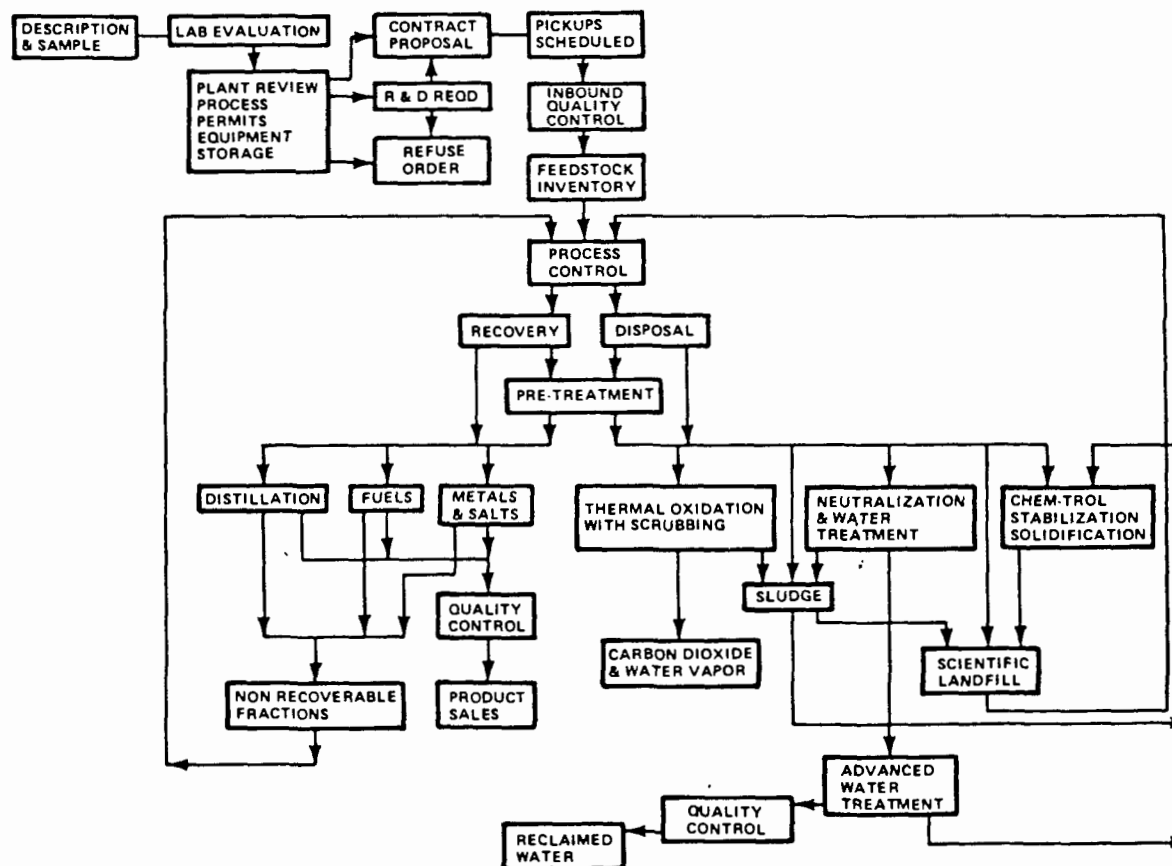 DESCRIPTION
& SAMPLE
LAB EVALUATION
CONTRACT
PROPOSAL
PICKUPS
SCHEDULED
PLANT REVIEW
PROCESS
PERMITS
EQUIPMENT
STORAGE
R & D REQD
REFUSE
ORDER
INBOUND
QUALITY
CONTROL
FEEDSTOCK
INVENTORY
PROCESS
CONTROL
RECOVERY
DISPOSAL
PRE-TREATMENT
DISTILLATION
FUELS
METALS
& SALTS
THERMAL OXIDATION
WITH SCRUBBING
NEUTRALIZATION
& WATER
TREATMENT
CHEM-TROL
STABILIZATION
SOLIDIFICATION
SLUDGE
QUALITY
CONTROL
CARBON DIOXIDE
& WATER VAPOR
SCIENTIFIC
LANDFILL
NON RECOVERABLE
FRACTIONS
PRODUCT
SALES
ADVANCED
WATER
TREATMENT
QUALITY
CONTROL
RECLAIMED
WATER